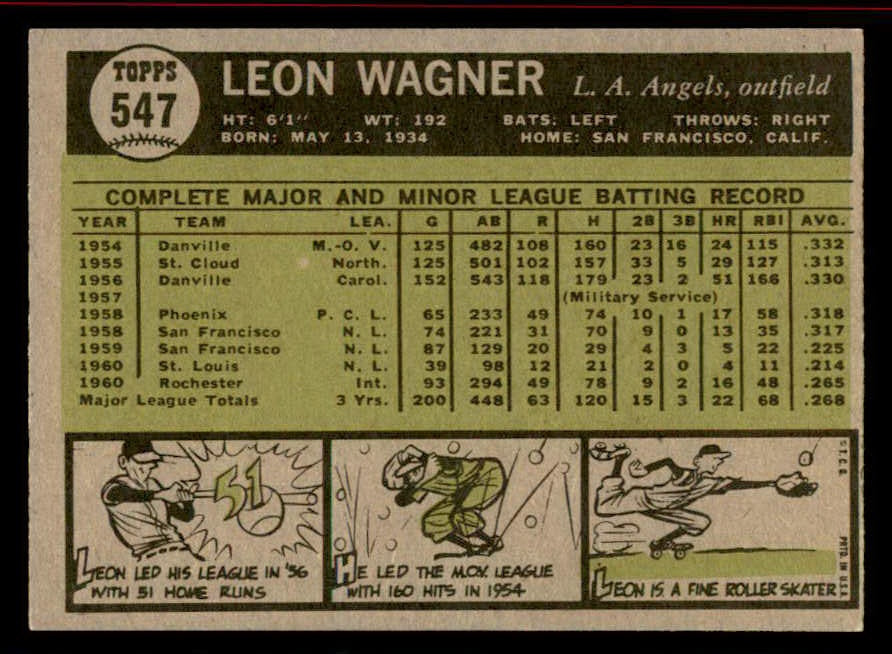 TOPPS
547
LEON WAGNER L. A. Angels, outfield
HT: 6'1'' WT: 192 BATS: LEFT THROWS: RIGHT
BORN: MAY 13, 1934 HOME: SAN FRANCISCO, CALIF.
COMPLETE MAJOR AND MINOR LEAGUE BATTING RECORD
YEAR TEAM LEA. G AB R H 2B 3B HR RBI AVG.
1954 Danville M.-O. V. 125 482 108 160 23 16 24 115 .332
1955 St. Cloud North. 125 501 102 157 33 5 29 127 .313
1956 Danville Carol. 152 543 118 179 23 2 51 166 .330
1957 (Military Service)
1958 Phoenix P. C. L. 65 233 49 74 10 1 17 58 .318
1958 San Francisco N. L. 74 221 31 70 9 0 13 35 .317
1959 San Francisco N. L. 87 129 20 29 4 3 5 22 .225
1960 St. Louis N. L. 39 98 12 21 2 0 4 11 .214
1960 Rochester Int. 93 294 49 78 9 2 16 48 .265
Major League Totals 3 Yrs. 200 448 63 120 15 3 22 68 .268
51
LEON LED HIS LEAGUE IN '56
WITH 51 HOME RUNS
HE LED THE M.O.V. LEAGUE
WITH 160 HITS IN 1954
LEON IS A FINE ROLLER SKATER
© T.C.G. PRTD. IN U.S.A.